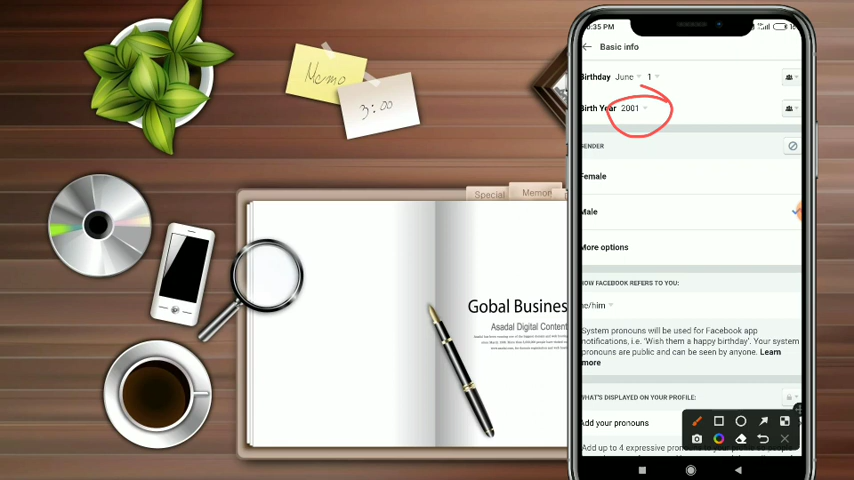 Memo
3:00
Special
Memor
Gobal Busines
Asadal Digital Content
6:35 PM
Basic info
Birthday June 1
Birth Year 2001
GENDER
Female
Male
More options
HOW FACEBOOK REFERS TO YOU:
e/him
System pronouns will be used for Facebook app
notifications, i.e. 'Wish them a happy birthday'. Your system
pronouns are public and can be seen by anyone. Learn
more
WHAT'S DISPLAYED ON YOUR PROFILE:
Add your pronouns
Add up to 4 expressive pronouns